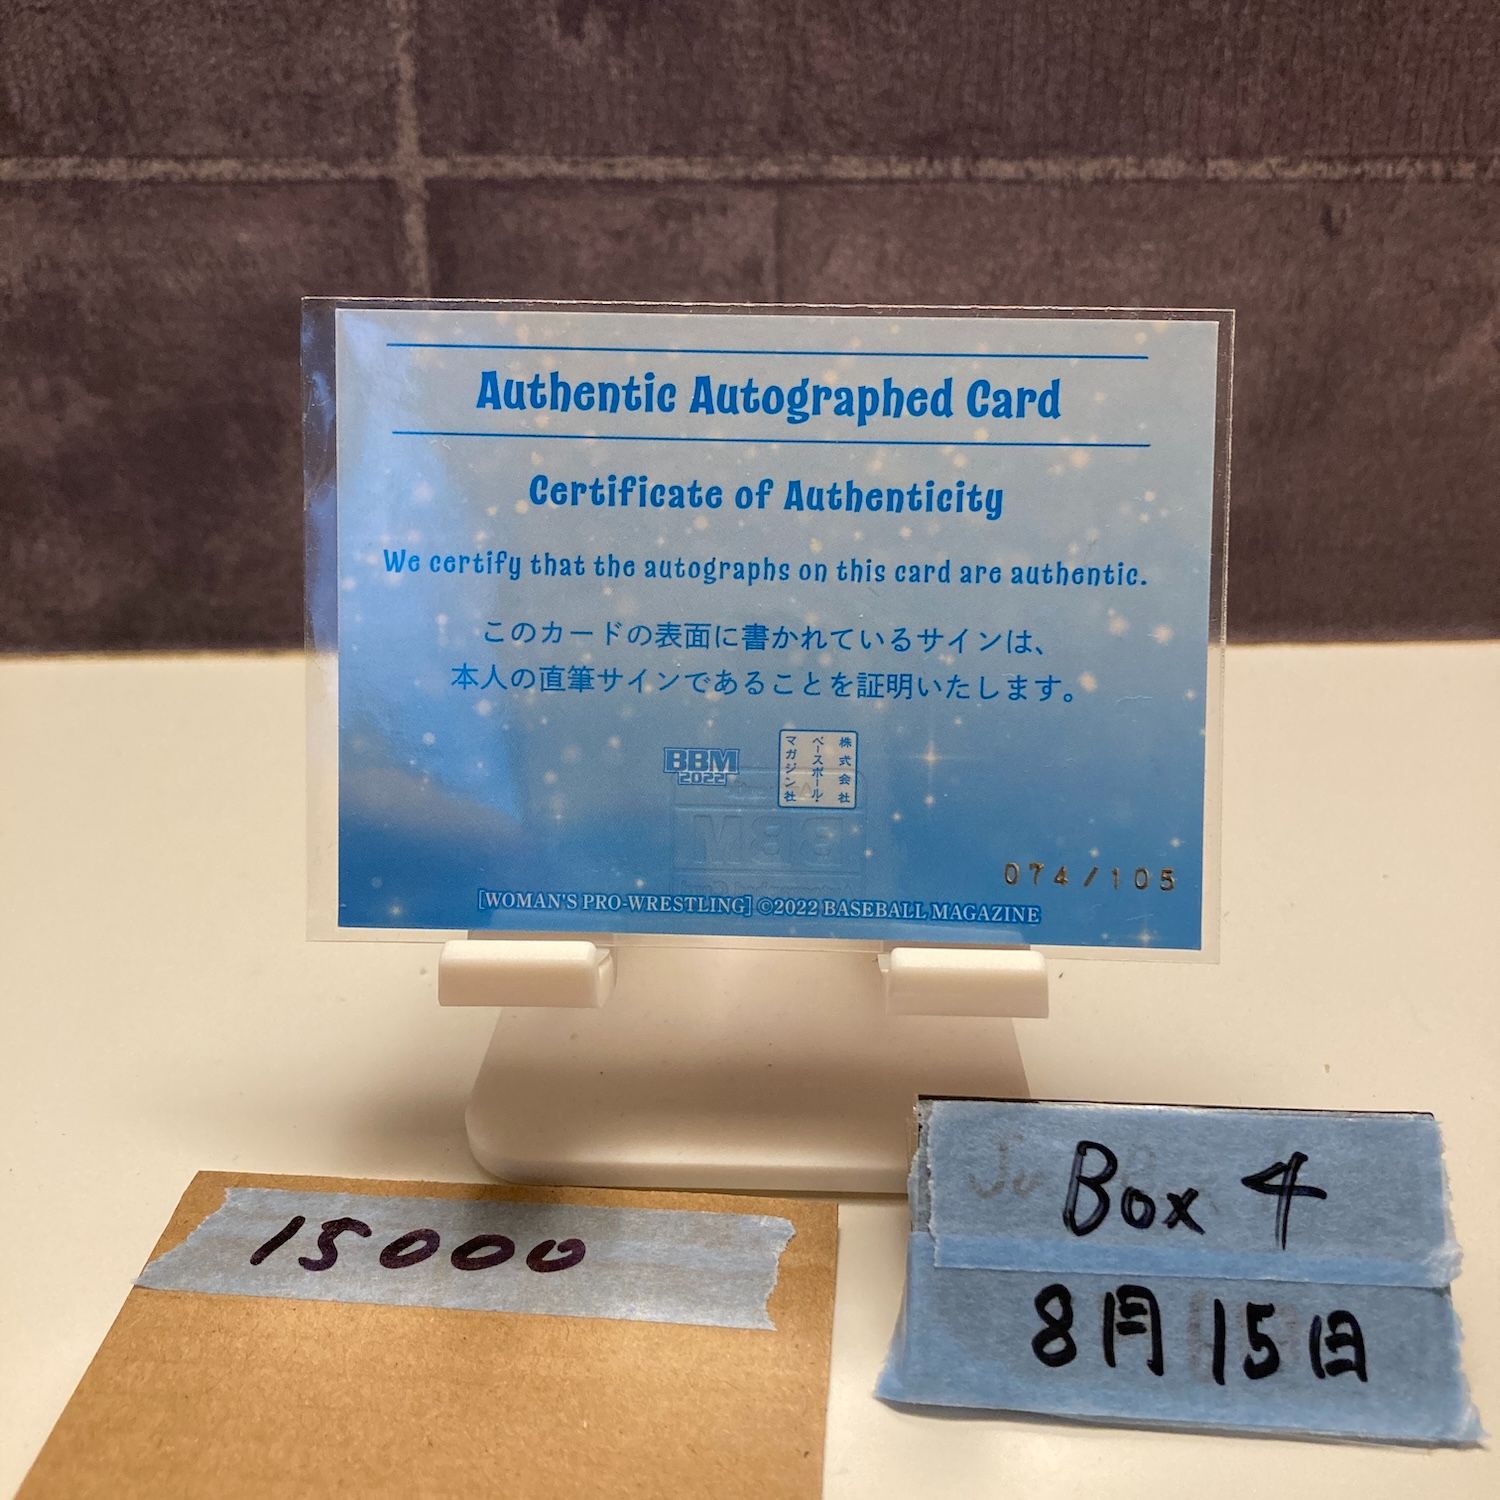 Authentic Autographed Card
Certificate of Authenticity
We certify that the autographs on this card are authentic.
このカードの表面に書かれているサインは、
本人の直筆サインであることを証明いたします。
BBM
2022
株式会社
ベースボール・
マガジン社
BBM
074/105
[WOMAN'S PRO-WRESTLING] ©2022 BASEBALL MAGAZINE
15000
Box 4
8月15日